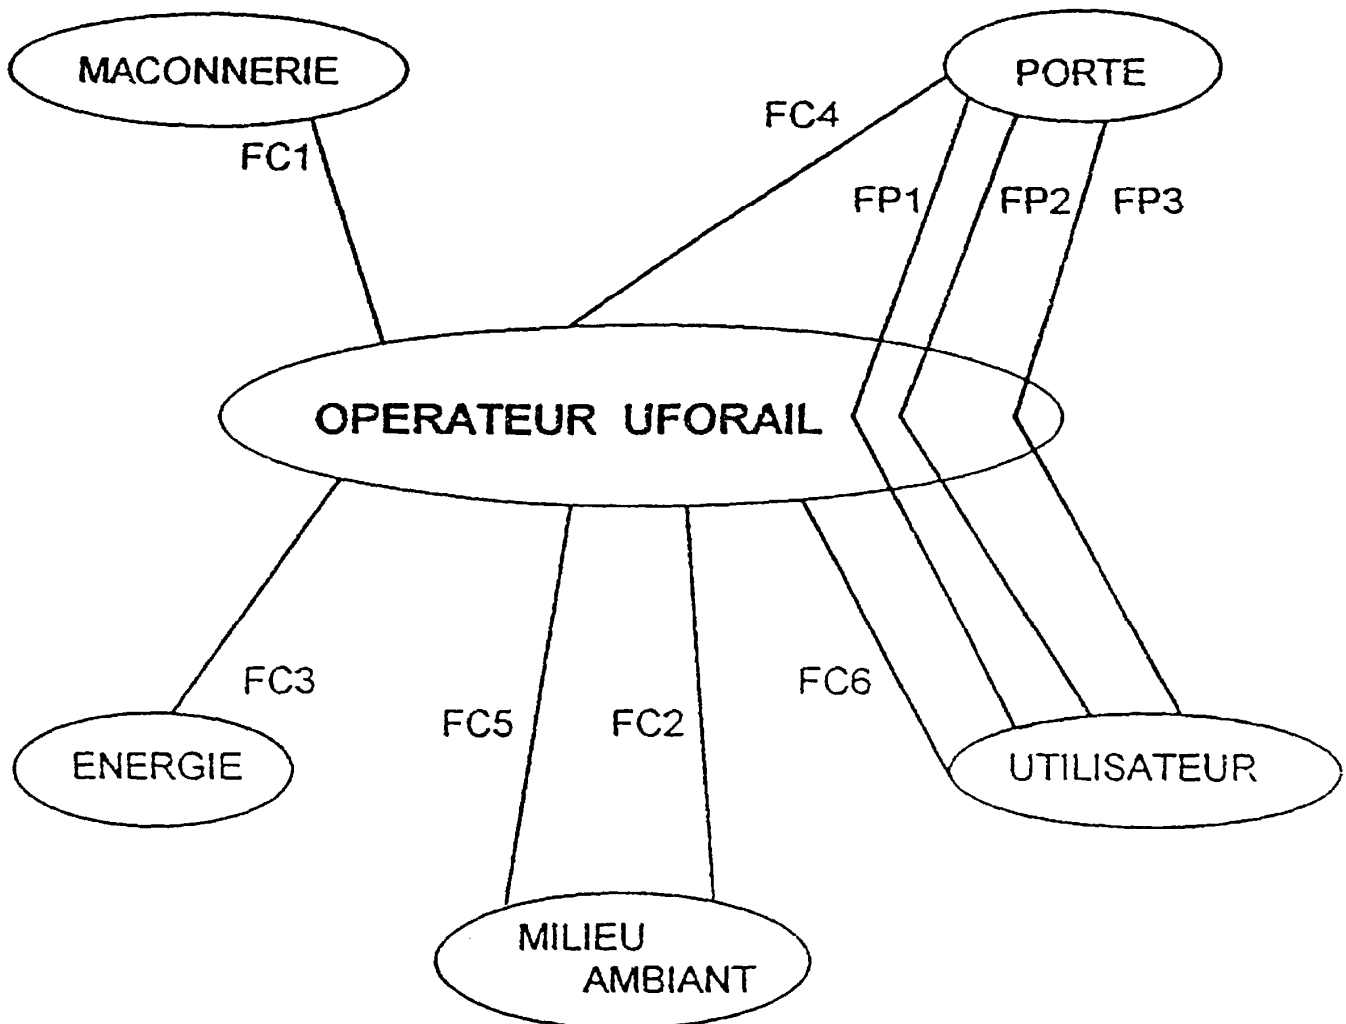 MACONNERIE
PORTE
FC4
FC1
FP1
FP2
FP3
OPERATEUR UFORAIL
FC3
FC6
FC5
FC2
ENERGIE
UTILISATEUR
MILIEU
AMBIANT